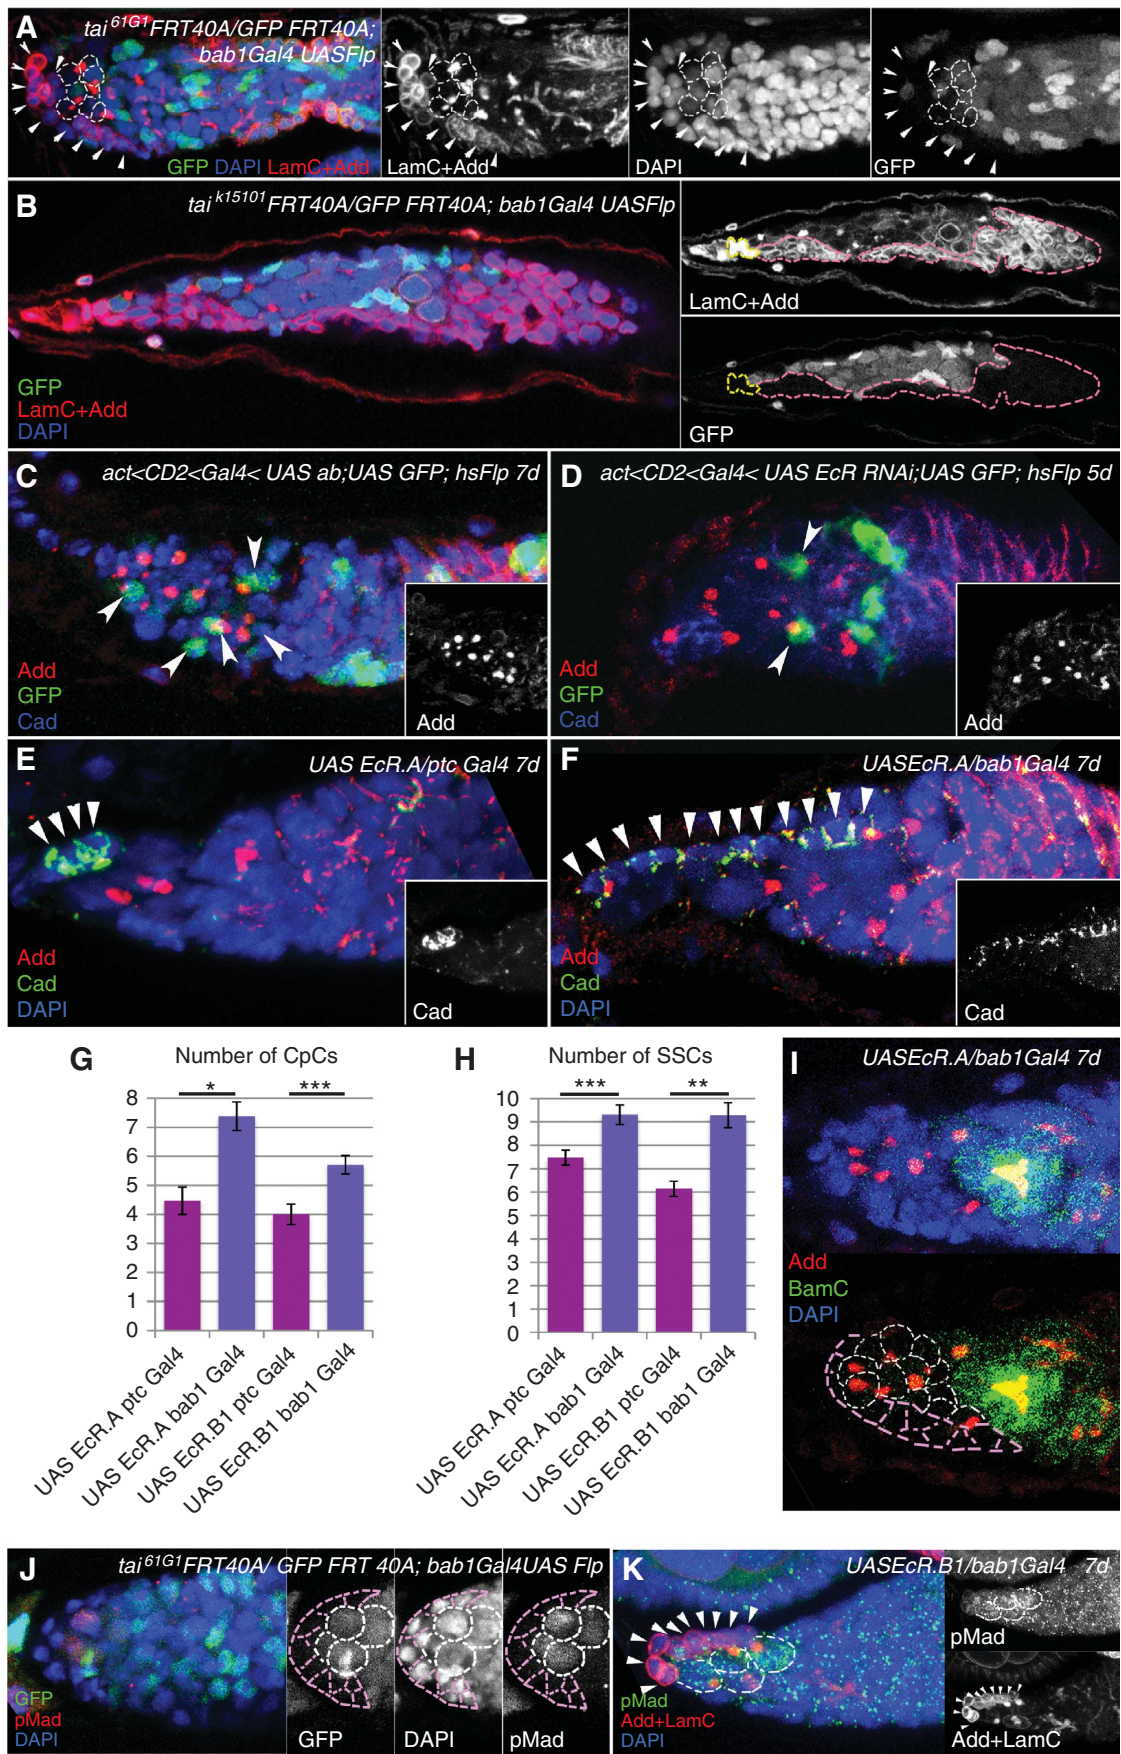 A
tai 61G1 FRT40A/GFP FRT40A;
bab1Gal4 UASFlp
GFP DAPI LamC+Add
LamC+Add
DAPI
GFP
B
tai k15101 FRT40A/GFP FRT40A; bab1Gal4 UASFlp
GFP
LamC+Add
DAPI
LamC+Add
GFP
C
act<CD2<Gal4< UAS ab;UAS GFP; hsFlp 7d
Add
GFP
Cad
Add
D
act<CD2<Gal4< UAS EcR RNAi;UAS GFP; hsFlp 5d
Add
GFP
Cad
Add
E
UAS EcR.A/ptc Gal4 7d
Add
Cad
DAPI
Cad
F
UASEcR.A/bab1Gal4 7d
Add
Cad
DAPI
Cad
G
Number of CpCs
* ***
8
7
6
5
4
3
2
1
0
UAS EcR.A ptc Gal4
UAS EcR.A bab1 Gal4
UAS EcR.B1 ptc Gal4
UAS EcR.B1 bab1 Gal4
H
Number of SSCs
*** **
10
9
8
7
6
5
4
3
2
1
0
UAS EcR.A ptc Gal4
UAS EcR.A bab1 Gal4
UAS EcR.B1 ptc Gal4
UAS EcR.B1 bab1 Gal4
I
UASEcR.A/bab1Gal4 7d
Add
BamC
DAPI
J
tai 61G1 FRT40A/ GFP FRT 40A; bab1Gal4UAS Flp
GFP
pMad
DAPI
GFP
DAPI
pMad
K
UASEcR.B1/bab1Gal4 7d
pMad
Add+LamC
DAPI
pMad
Add+LamC